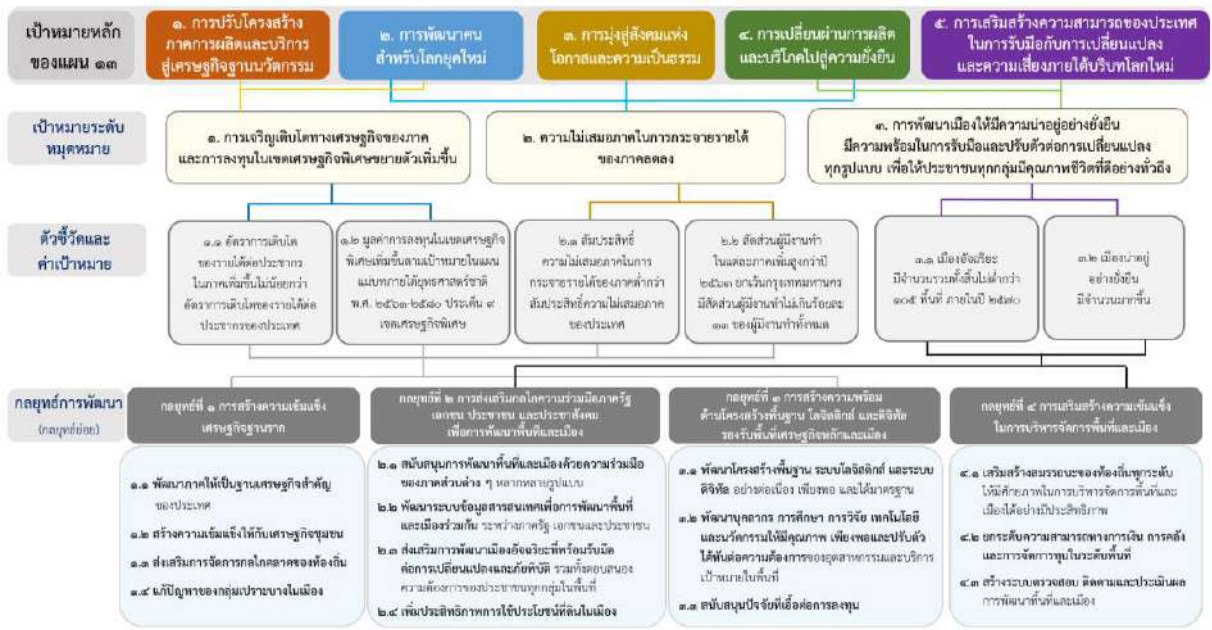 เป้าหมายหลัก
ของแผน ๑๓
๑. การปรับโครงสร้าง
ภาคการผลิตและบริการ
สู่เศรษฐกิจฐานนวัตกรรม
๒. การพัฒนาคน
สำหรับโลกยุคใหม่
๓. การมุ่งสู่สังคมแห่ง
โอกาสและความเป็นธรรม
๔. การเปลี่ยนผ่านการผลิต
และบริโภคไปสู่ความยั่งยืน
๕. การเสริมสร้างความสามารถของประเทศ
ในการรับมือกับการเปลี่ยนแปลง
และความเสี่ยงภายใต้บริบทโลกใหม่
เป้าหมายระดับ
หมุดหมาย
๑. การเจริญเติบโตทางเศรษฐกิจของภาค
และการลงทุนในเขตเศรษฐกิจพิเศษขยายตัวเพิ่มขึ้น
๒. ความไม่เสมอภาคในการกระจายรายได้
ของภาคลดลง
๓. การพัฒนาเมืองให้มีความน่าอยู่อย่างยั่งยืน
มีความพร้อมในการรับมือและปรับตัวต่อการเปลี่ยนแปลง
ทุกรูปแบบ เพื่อให้ประชาชนทุกกลุ่มมีคุณภาพชีวิตที่ดีอย่างทั่วถึง
ตัวชี้วัดและ
ค่าเป้าหมาย
๑.๑ อัตราการเติบโต
ของรายได้ต่อประชากร
ในภาคเพิ่มขึ้นไม่น้อยกว่า
อัตราการเติบโตของรายได้ต่อ
ประชากรของประเทศ
๑.๒ มูลค่าการลงทุนในเขตเศรษฐกิจ
พิเศษเพิ่มขึ้นตามเป้าหมายในแผน
แม่บทภายใต้ยุทธศาสตร์ชาติ
พ.ศ. ๒๕๖๑-๒๕๘๐ ประเด็น ๙
เขตเศรษฐกิจพิเศษ
๒.๑ สัมประสิทธิ์
ความไม่เสมอภาคในการ
กระจายรายได้ของภาคต่ำกว่า
สัมประสิทธิ์ความไม่เสมอภาค
ของประเทศ
๒.๒ สัดส่วนผู้มีงานทำ
ในแต่ละภาคเพิ่มสูงกว่าปี
๒๕๖๓ ยกเว้นกรุงเทพมหานคร
มีสัดส่วนผู้มีงานทำไม่เกินร้อยละ
๑๓ ของผู้มีงานทำทั้งหมด
๓.๑ เมืองอัจฉริยะ
มีจำนวนรวมทั้งสิ้นไม่ต่ำกว่า
๑๐๕ พื้นที่ ภายในปี ๒๕๗๐
๓.๒ เมืองน่าอยู่
อย่างยั่งยืน
มีจำนวนมากขึ้น
กลยุทธ์การพัฒนา
(กลยุทธ์ย่อย)
กลยุทธ์ที่ ๑ การสร้างความเข้มแข็ง
เศรษฐกิจฐานราก
กลยุทธ์ที่ ๒ การส่งเสริมกลไกความร่วมมือภาครัฐ
เอกชน ประชาชน และประชาสังคม
เพื่อการพัฒนาพื้นที่และเมือง
กลยุทธ์ที่ ๓ การสร้างความพร้อม
ด้านโครงสร้างพื้นฐาน โลจิสติกส์ และดิจิทัล
รองรับพื้นที่เศรษฐกิจหลักและเมือง
กลยุทธ์ที่ ๔ การเสริมสร้างความเข้มแข็ง
ในการบริหารจัดการพื้นที่และเมือง
๑.๑ พัฒนาภาคให้เป็นฐานเศรษฐกิจสำคัญ
ของประเทศ
๑.๒ สร้างความเข้มแข็งให้กับเศรษฐกิจชุมชน
๑.๓ ส่งเสริมการจัดการกลไกตลาดของท้องถิ่น
๑.๔ แก้ปัญหาของกลุ่มเปราะบางในเมือง
๒.๑ สนับสนุนการพัฒนาพื้นที่และเมืองด้วยความร่วมมือ
ของภาคส่วนต่าง ๆ หลากหลายรูปแบบ
๒.๒ พัฒนาระบบข้อมูลสารสนเทศเพื่อการพัฒนาพื้นที่
และเมืองร่วมกัน ระหว่างภาครัฐ เอกชนและประชาชน
๒.๓ ส่งเสริมการพัฒนาเมืองอัจฉริยะที่พร้อมรับมือ
ต่อการเปลี่ยนแปลงและภัยพิบัติ รวมทั้งตอบสนอง
ความต้องการของประชาชนทุกกลุ่มในพื้นที่
๒.๔ เพิ่มประสิทธิภาพการใช้ประโยชน์ที่ดินในเมือง
๓.๑ พัฒนาโครงสร้างพื้นฐาน ระบบโลจิสติกส์ และระบบ
ดิจิทัล อย่างต่อเนื่อง เพียงพอ และได้มาตรฐาน
๓.๒ พัฒนาบุคลากร การศึกษา การวิจัย เทคโนโลยี
และนวัตกรรมให้มีคุณภาพ เพียงพอและปรับตัว
ได้ทันต่อความต้องการของอุตสาหกรรมและบริการ
เป้าหมายในพื้นที่
๓.๓ สนับสนุนปัจจัยที่เอื้อต่อการลงทุน
๔.๑ เสริมสร้างสมรรถนะของท้องถิ่นทุกระดับ
ให้มีศักยภาพในการบริหารจัดการพื้นที่และ
เมืองได้อย่างมีประสิทธิภาพ
๔.๒ ยกระดับความสามารถทางการเงิน การคลัง
และการจัดการทุนในระดับพื้นที่
๔.๓ สร้างระบบตรวจสอบ ติดตามและประเมินผล
การพัฒนาพื้นที่และเมือง